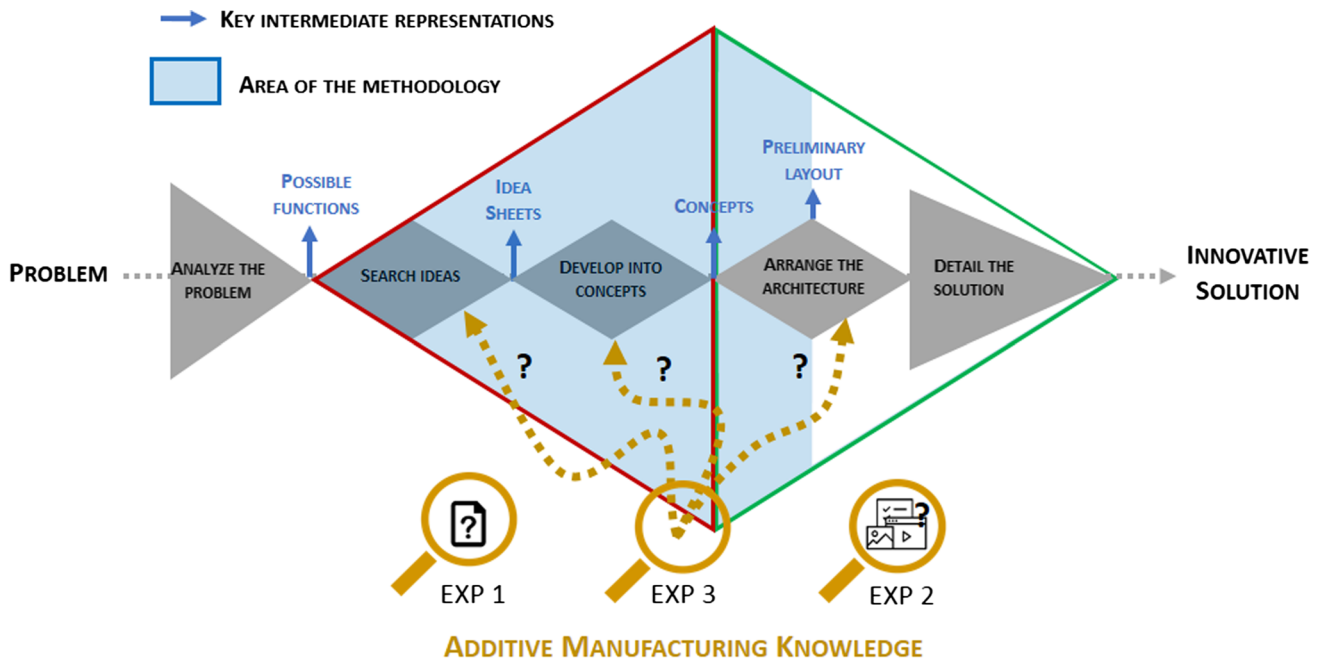 KEY INTERMEDIATE REPRESENTATIONS
AREA OF THE METHODOLOGY
PRELIMINARY
LAYOUT
POSSIBLE
FUNCTIONS
IDEA
SHEETS
CONCEPTS
PROBLEM
ANALYZE THE
PROBLEM
SEARCH IDEAS
DEVELOP INTO
CONCEPTS
ARRANGE THE
ARCHITECTURE
DETAIL THE
SOLUTION
INNOVATIVE
SOLUTION
?
?
?
?
?
EXP 1
EXP 3
EXP 2
ADDITIVE MANUFACTURING KNOWLEDGE